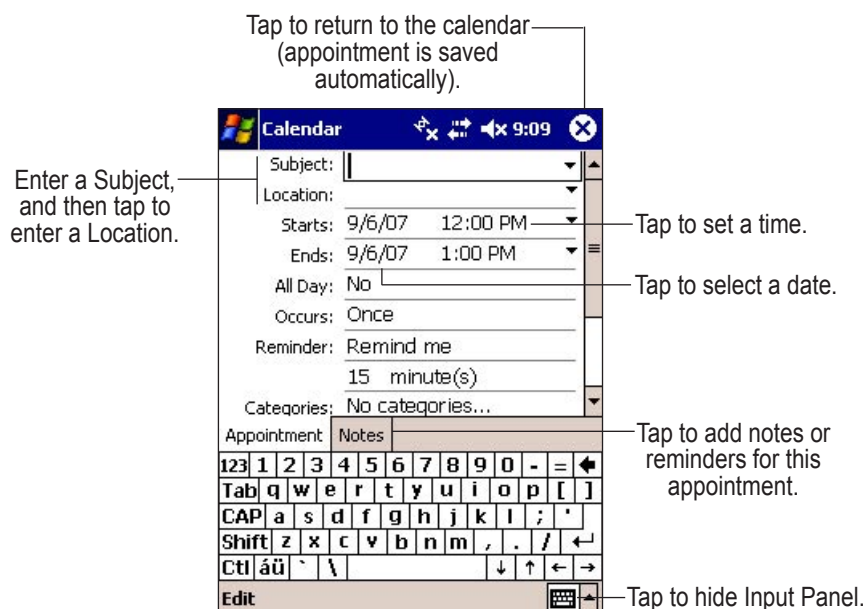 Tap to return to the calendar
(appointment is saved
automatically).
Calendar 9:09
Enter a Subject,
and then tap to
enter a Location.
Subject:
Location:
Starts: 9/6/07 12:00 PM
Tap to set a time.
Ends: 9/6/07 1:00 PM
Tap to select a date.
All Day: No
Occurs: Once
Reminder: Remind me
15 minute(s)
Categories: No categories...
Appointment Notes
Tap to add notes or
reminders for this
appointment.
123 1 2 3 4 5 6 7 8 9 0 - =
Tab q w e r t y u i o p [ ]
CAP a s d f g h j k l ; '
Shift z x c v b n m , . /
Ctl áü ` \ ↓ ↑ ← →
Edit
Tap to hide Input Panel.